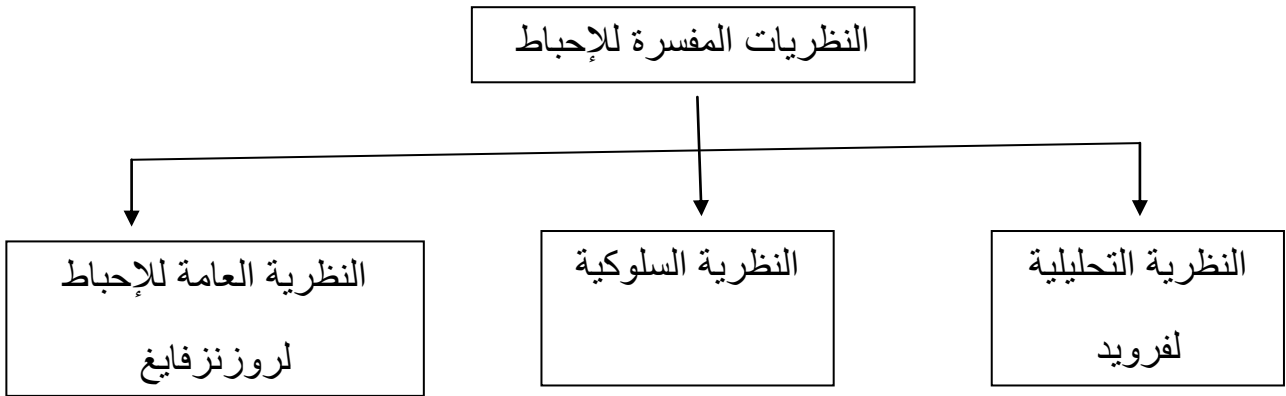 النظريات المفسرة للإحباط
النظرية التحليلية
لفرويد
النظرية السلوكية
النظرية العامة للإحباط
لروزنزفايغ